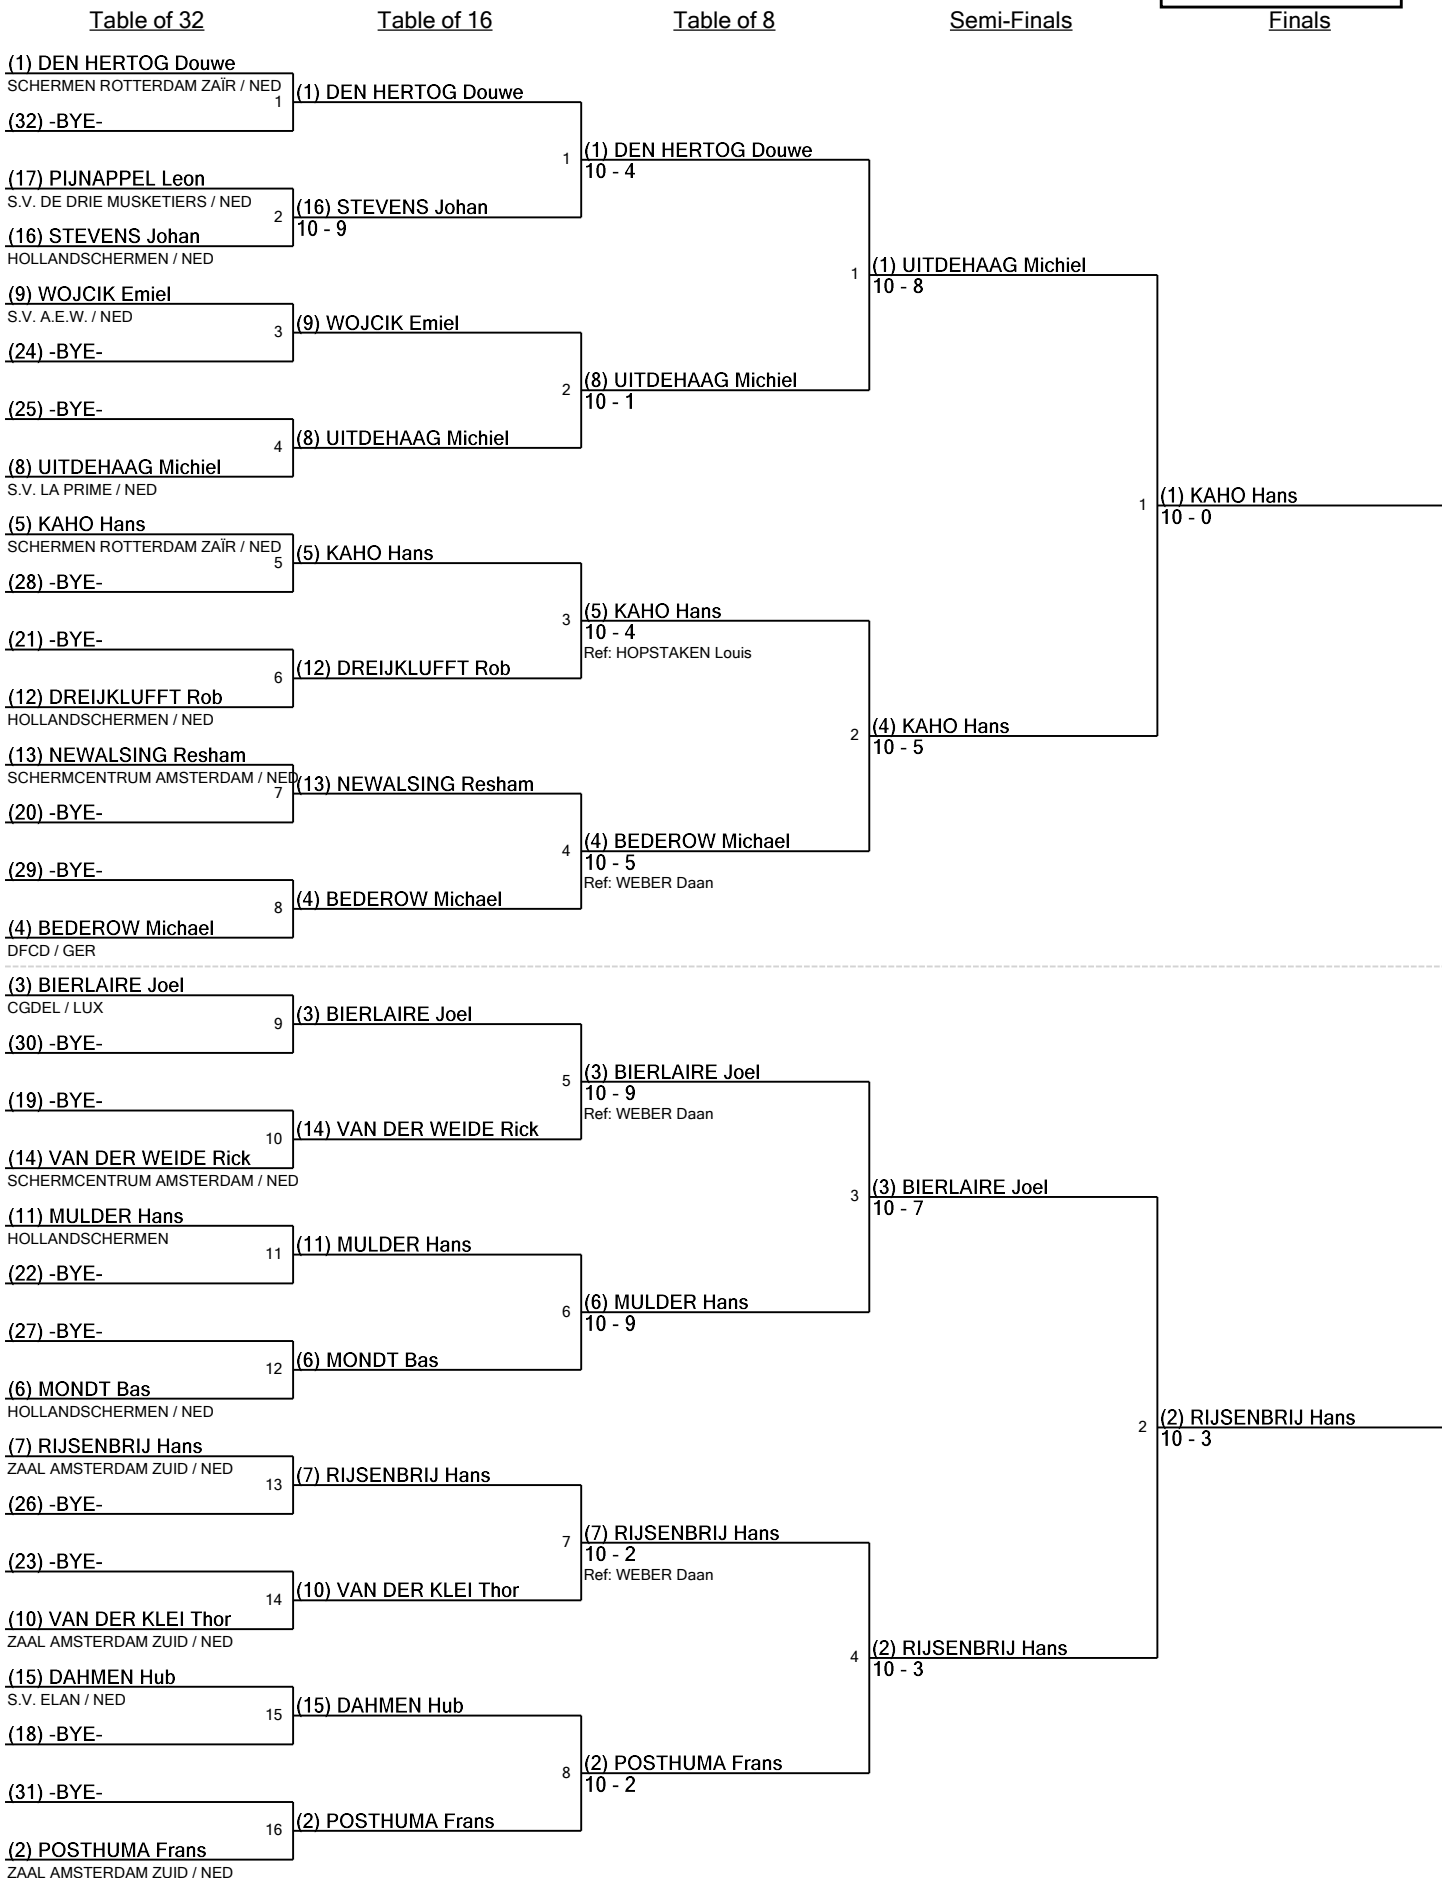 Table of 32
Table of 16
Table of 8
Semi-Finals
Finals
(1) DEN HERTOG Douwe
SCHERMEN ROTTERDAM ZAÏR / NED
1
(32) -BYE-
(17) PIJNAPPEL Leon
S.V. DE DRIE MUSKETIERS / NED
2
(16) STEVENS Johan
HOLLANDSCHERMEN / NED
(9) WOJCIK Emiel
S.V. A.E.W. / NED
3
(24) -BYE-
(25) -BYE-
4
(8) UITDEHAAG Michiel
S.V. LA PRIME / NED
(5) KAHO Hans
SCHERMEN ROTTERDAM ZAÏR / NED
5
(28) -BYE-
(21) -BYE-
6
(12) DREIJKLUFFT Rob
HOLLANDSCHERMEN / NED
(13) NEWALSING Resham
SCHERMCENTRUM AMSTERDAM / NED
7
(20) -BYE-
(29) -BYE-
8
(4) BEDEROW Michael
DFCD / GER
(3) BIERLAIRE Joel
CGDEL / LUX
9
(30) -BYE-
(19) -BYE-
10
(14) VAN DER WEIDE Rick
SCHERMCENTRUM AMSTERDAM / NED
(11) MULDER Hans
HOLLANDSCHERMEN
11
(22) -BYE-
(27) -BYE-
12
(6) MONDT Bas
HOLLANDSCHERMEN / NED
(7) RIJSENBRIJ Hans
ZAAL AMSTERDAM ZUID / NED
13
(26) -BYE-
(23) -BYE-
14
(10) VAN DER KLEI Thor
ZAAL AMSTERDAM ZUID / NED
(15) DAHMEN Hub
S.V. ELAN / NED
15
(18) -BYE-
(31) -BYE-
16
(2) POSTHUMA Frans
ZAAL AMSTERDAM ZUID / NED
(1) DEN HERTOG Douwe
1
(16) STEVENS Johan
10 - 9
(9) WOJCIK Emiel
2
(8) UITDEHAAG Michiel
(5) KAHO Hans
3
(12) DREIJKLUFFT Rob
(13) NEWALSING Resham
4
(4) BEDEROW Michael
(3) BIERLAIRE Joel
5
(14) VAN DER WEIDE Rick
(11) MULDER Hans
6
(6) MONDT Bas
(7) RIJSENBRIJ Hans
7
(10) VAN DER KLEI Thor
(15) DAHMEN Hub
8
(2) POSTHUMA Frans
(1) DEN HERTOG Douwe
10 - 4
1
(8) UITDEHAAG Michiel
10 - 1
(5) KAHO Hans
10 - 4
Ref: HOPSTAKEN Louis
2
(4) BEDEROW Michael
10 - 5
Ref: WEBER Daan
(3) BIERLAIRE Joel
10 - 9
Ref: WEBER Daan
3
(6) MULDER Hans
10 - 9
(7) RIJSENBRIJ Hans
10 - 2
Ref: WEBER Daan
4
(2) POSTHUMA Frans
10 - 2
(1) UITDEHAAG Michiel
10 - 8
1
(4) KAHO Hans
10 - 5
(3) BIERLAIRE Joel
10 - 7
2
(2) RIJSENBRIJ Hans
10 - 3
(1) KAHO Hans
10 - 0
(2) RIJSENBRIJ Hans
10 - 3